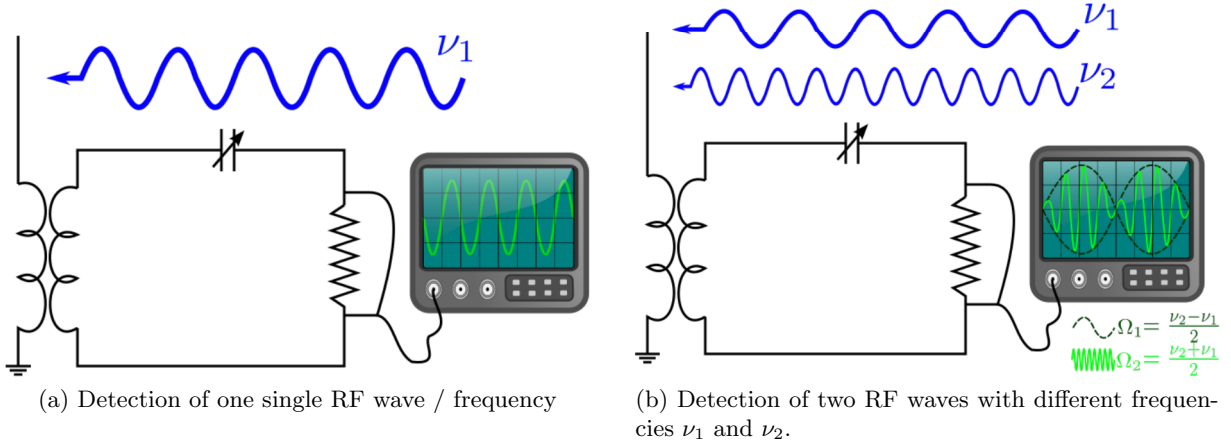 ν₁
ν₁
ν₂
Ω₁= (ν₂−ν₁)/2
Ω₂= (ν₂+ν₁)/2
(a) Detection of one single RF wave / frequency
(b) Detection of two RF waves with different frequen-
cies ν₁ and ν₂.